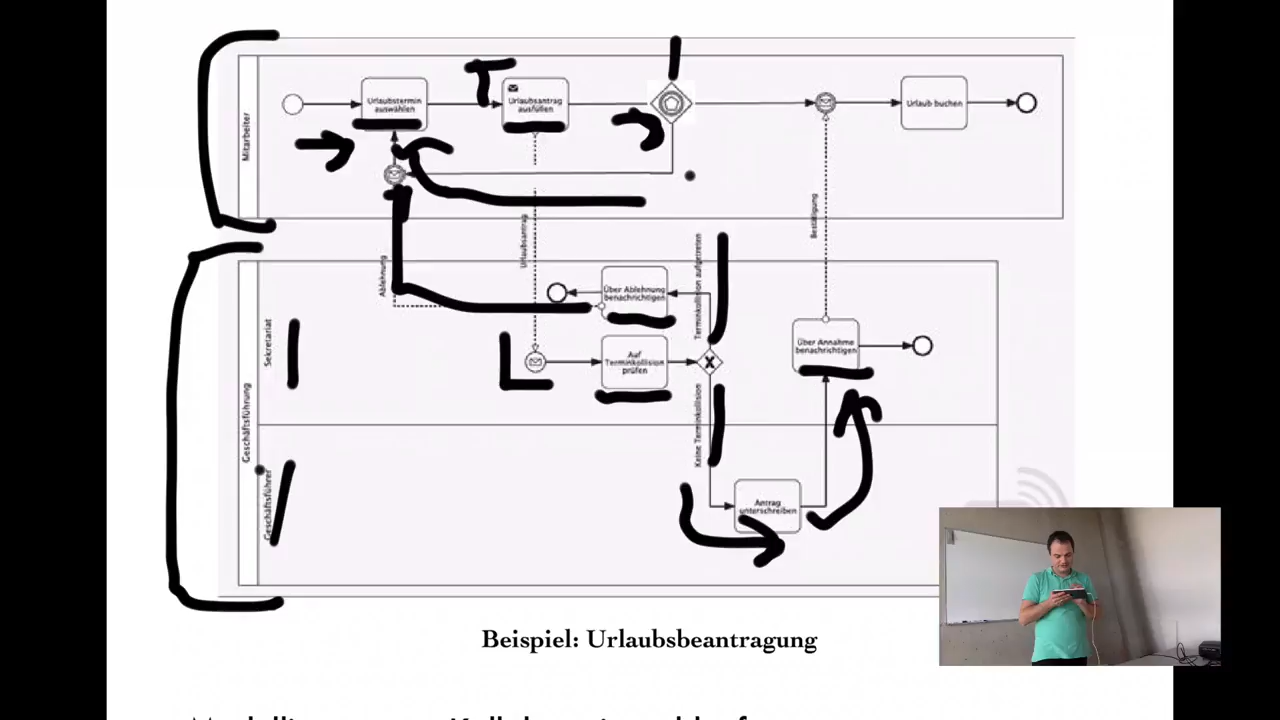 Mitarbeiter
Urlaubstermin
auswählen
Urlaubsantrag
ausfüllen
Urlaub buchen
Ablehnung
Urlaubsantrag
Bestätigung
Geschäftsführung
Sekretariat
Über Ablehnung
benachrichtigen
Auf
Terminkollision
prüfen
Terminkollision aufgetreten
Keine Terminkollision
Über Annahme
benachrichtigen
Geschäftsführer
Antrag
unterschreiben
Beispiel: Urlaubsbeantragung